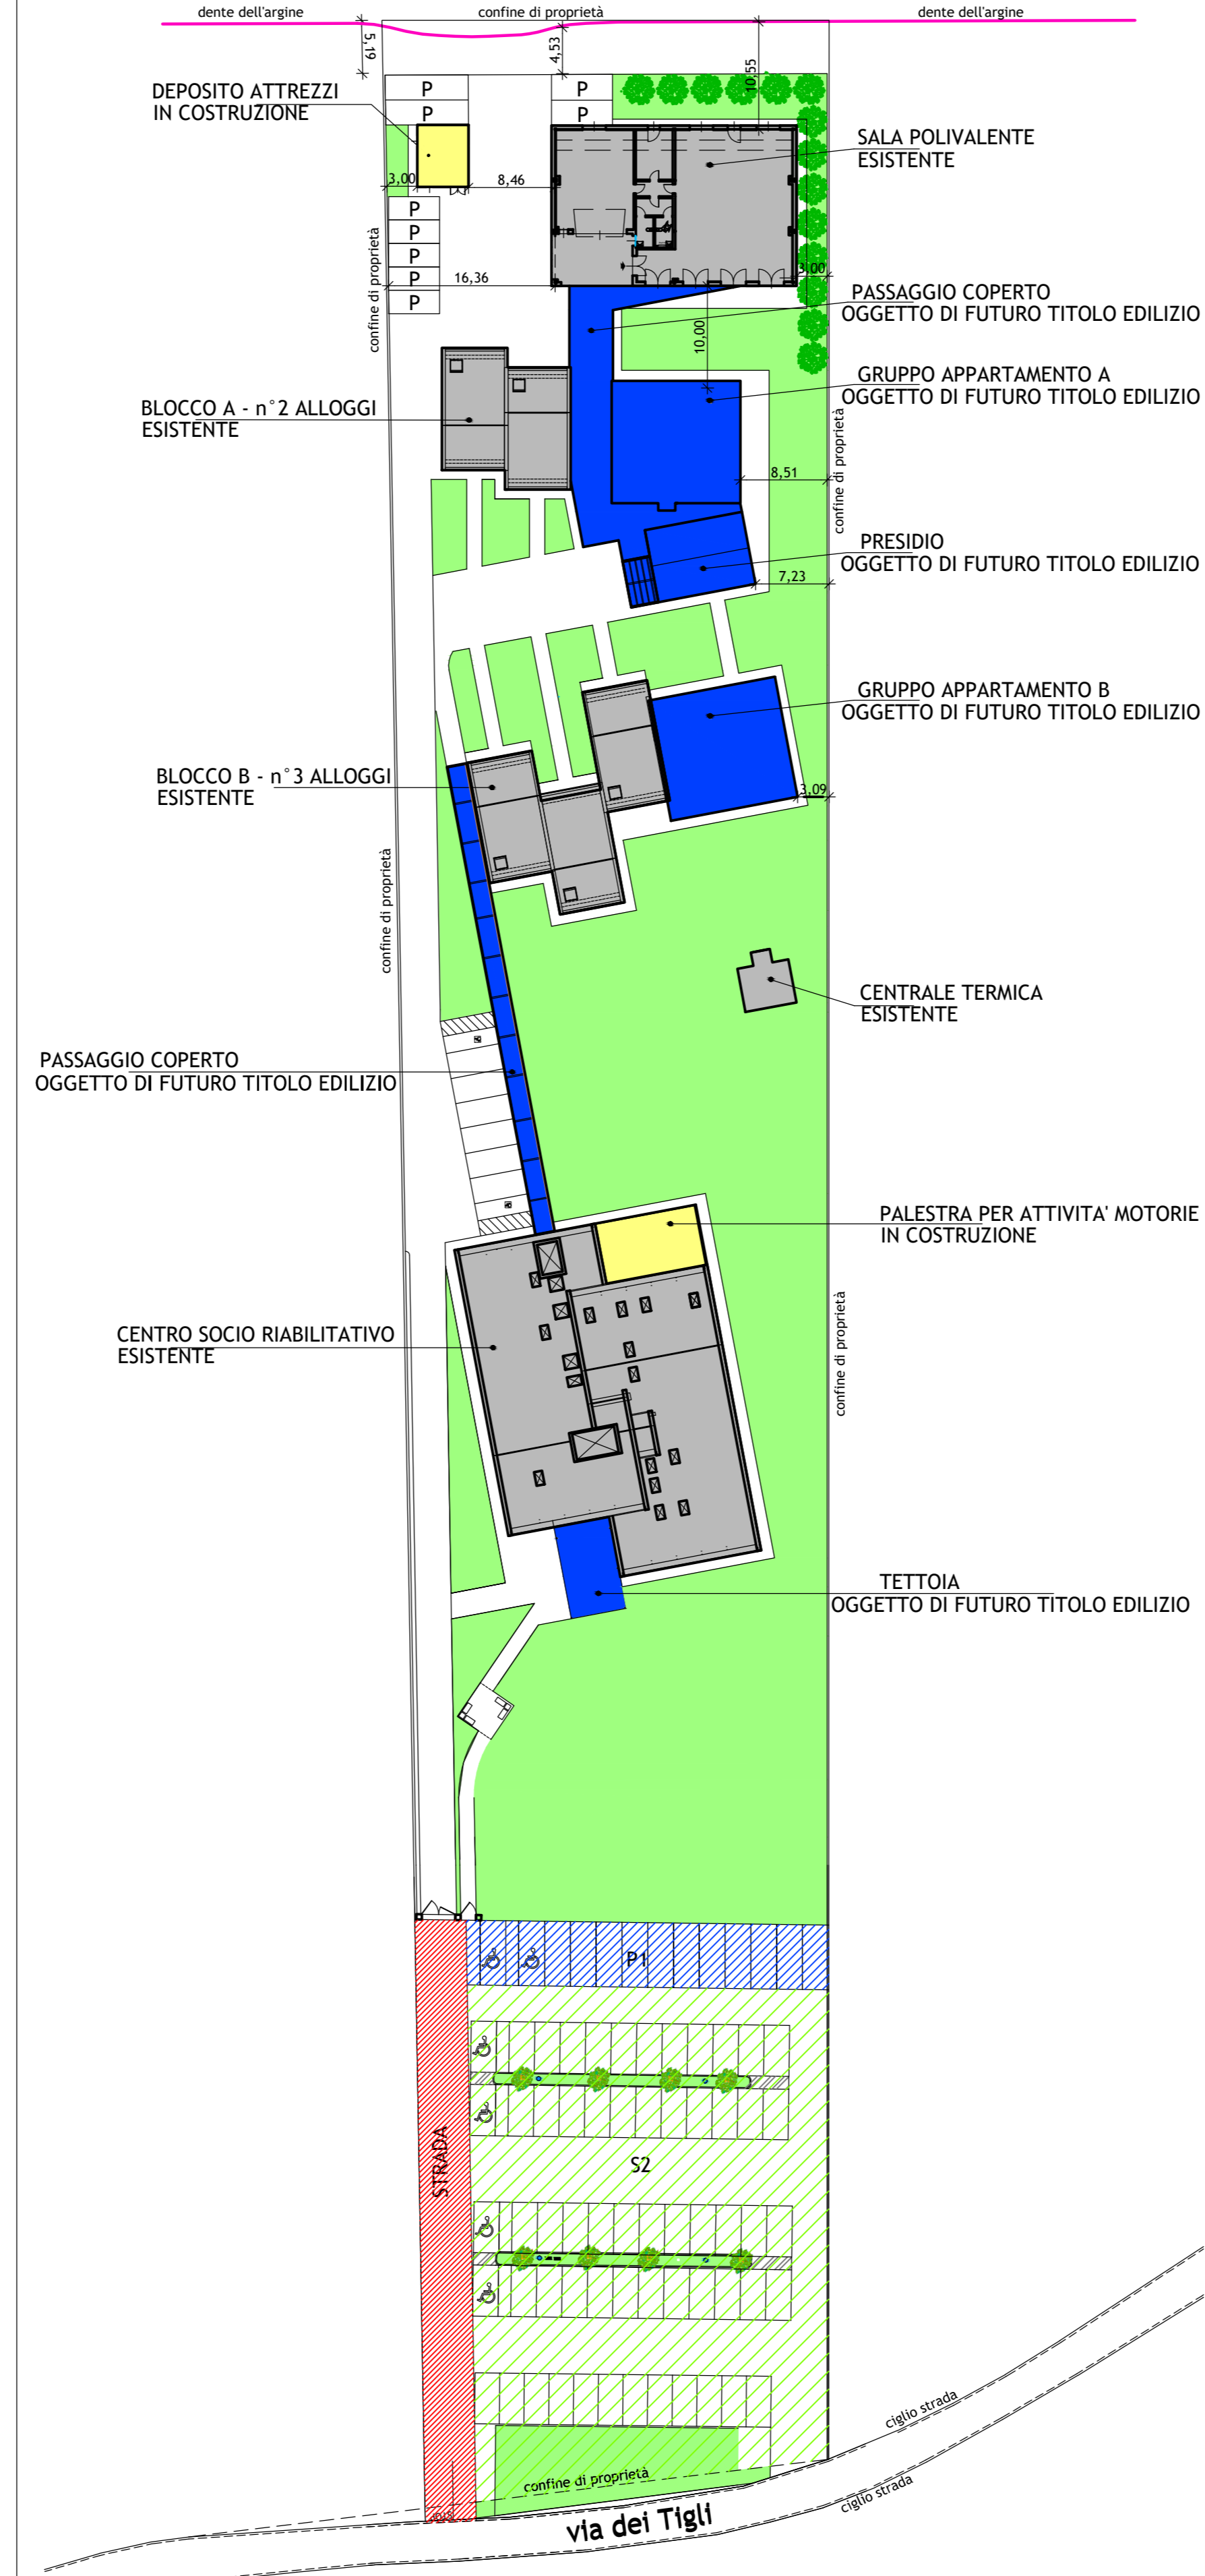 dente dell'argine
confine di proprietà
dente dell'argine
5,19
4,53
10,55
DEPOSITO ATTREZZI
IN COSTRUZIONE
P
P
P
P
SALA POLIVALENTE
ESISTENTE
3,00
8,46
P
P
P
P
P
confine di proprietà
16,36
3,00
PASSAGGIO COPERTO
OGGETTO DI FUTURO TITOLO EDILIZIO
10,00
GRUPPO APPARTAMENTO A
OGGETTO DI FUTURO TITOLO EDILIZIO
BLOCCO A - n°2 ALLOGGI
ESISTENTE
8,51
confine di proprietà
PRESIDIO
OGGETTO DI FUTURO TITOLO EDILIZIO
7,23
GRUPPO APPARTAMENTO B
OGGETTO DI FUTURO TITOLO EDILIZIO
BLOCCO B - n°3 ALLOGGI
ESISTENTE
3,09
confine di proprietà
CENTRALE TERMICA
ESISTENTE
PASSAGGIO COPERTO
OGGETTO DI FUTURO TITOLO EDILIZIO
PALESTRA PER ATTIVITA' MOTORIE
IN COSTRUZIONE
CENTRO SOCIO RIABILITATIVO
ESISTENTE
confine di proprietà
TETTOIA
OGGETTO DI FUTURO TITOLO EDILIZIO
P1
STRADA
S2
ciglio strada
confine di proprietà
ciglio strada
via dei Tigli